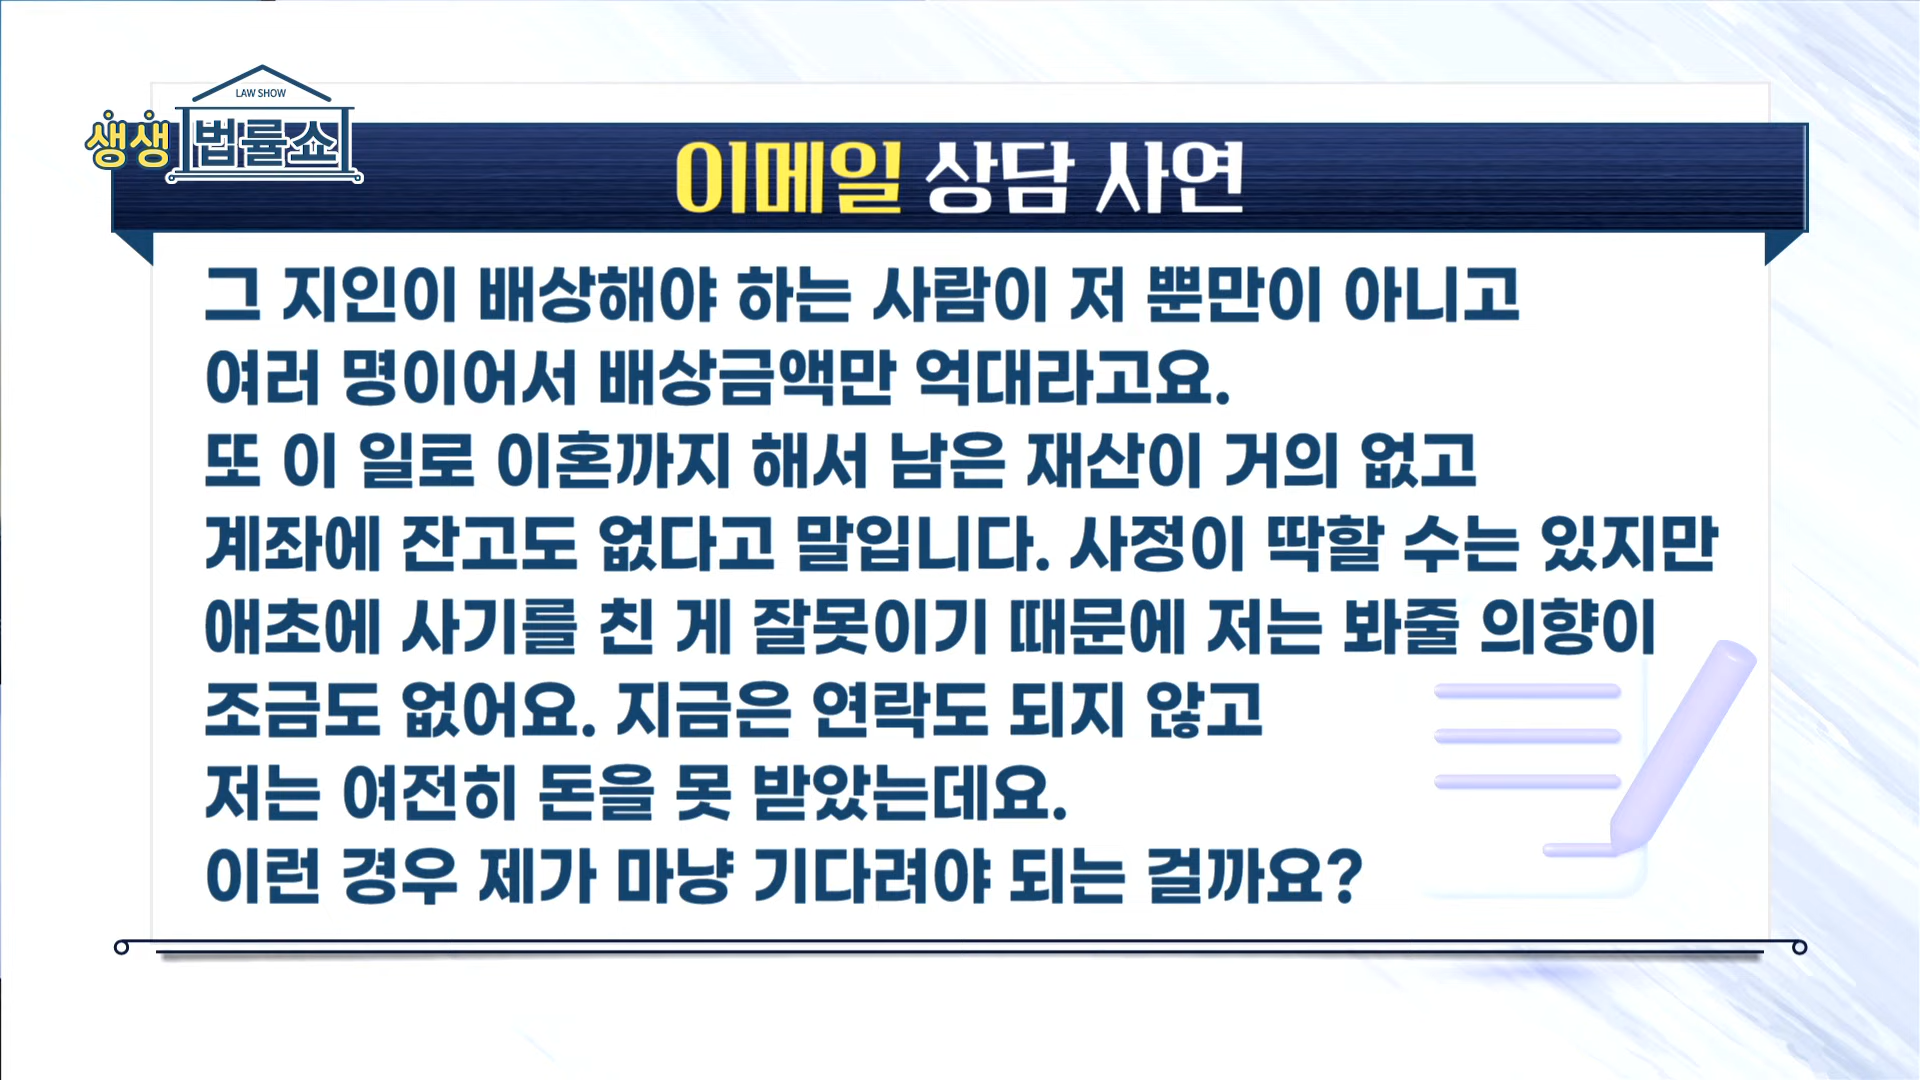 LAW SHOW
생생 법률쇼
이메일 상담 사연
그 지인이 배상해야 하는 사람이 저 뿐만이 아니고
여러 명이어서 배상금액만 억대라고요.
또 이 일로 이혼까지 해서 남은 재산이 거의 없고
계좌에 잔고도 없다고 말입니다. 사정이 딱할 수는 있지만
애초에 사기를 친 게 잘못이기 때문에 저는 봐줄 의향이
조금도 없어요. 지금은 연락도 되지 않고
저는 여전히 돈을 못 받았는데요.
이런 경우 제가 마냥 기다려야 되는 걸까요?